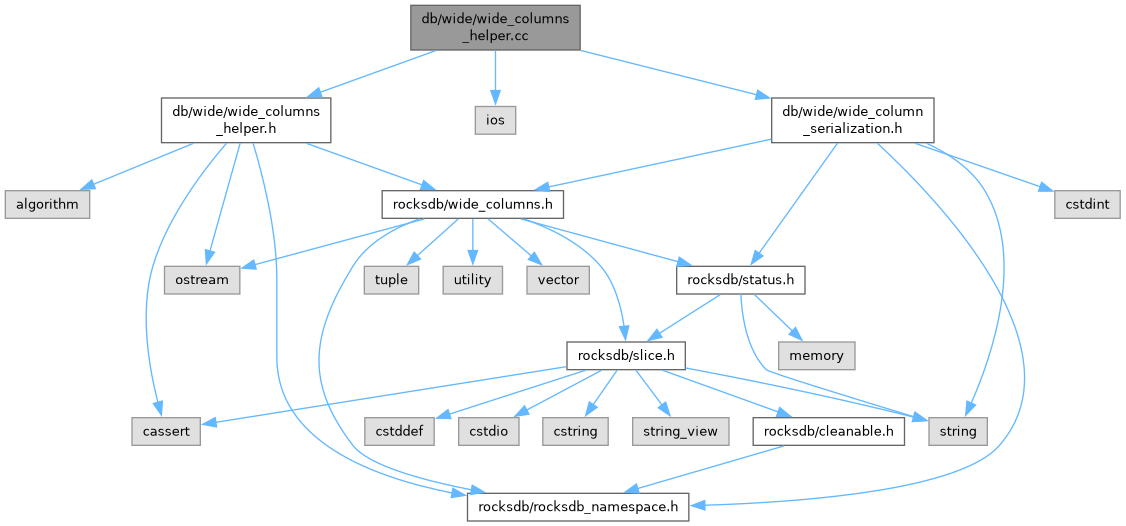 db/wide/wide_columns
_helper.cc
db/wide/wide_columns
_helper.h
ios
db/wide/wide_column
_serialization.h
algorithm
rocksdb/wide_columns.h
cstdint
ostream
tuple
utility
vector
rocksdb/status.h
rocksdb/slice.h
memory
cassert
cstddef
cstdio
cstring
string_view
rocksdb/cleanable.h
string
rocksdb/rocksdb_namespace.h